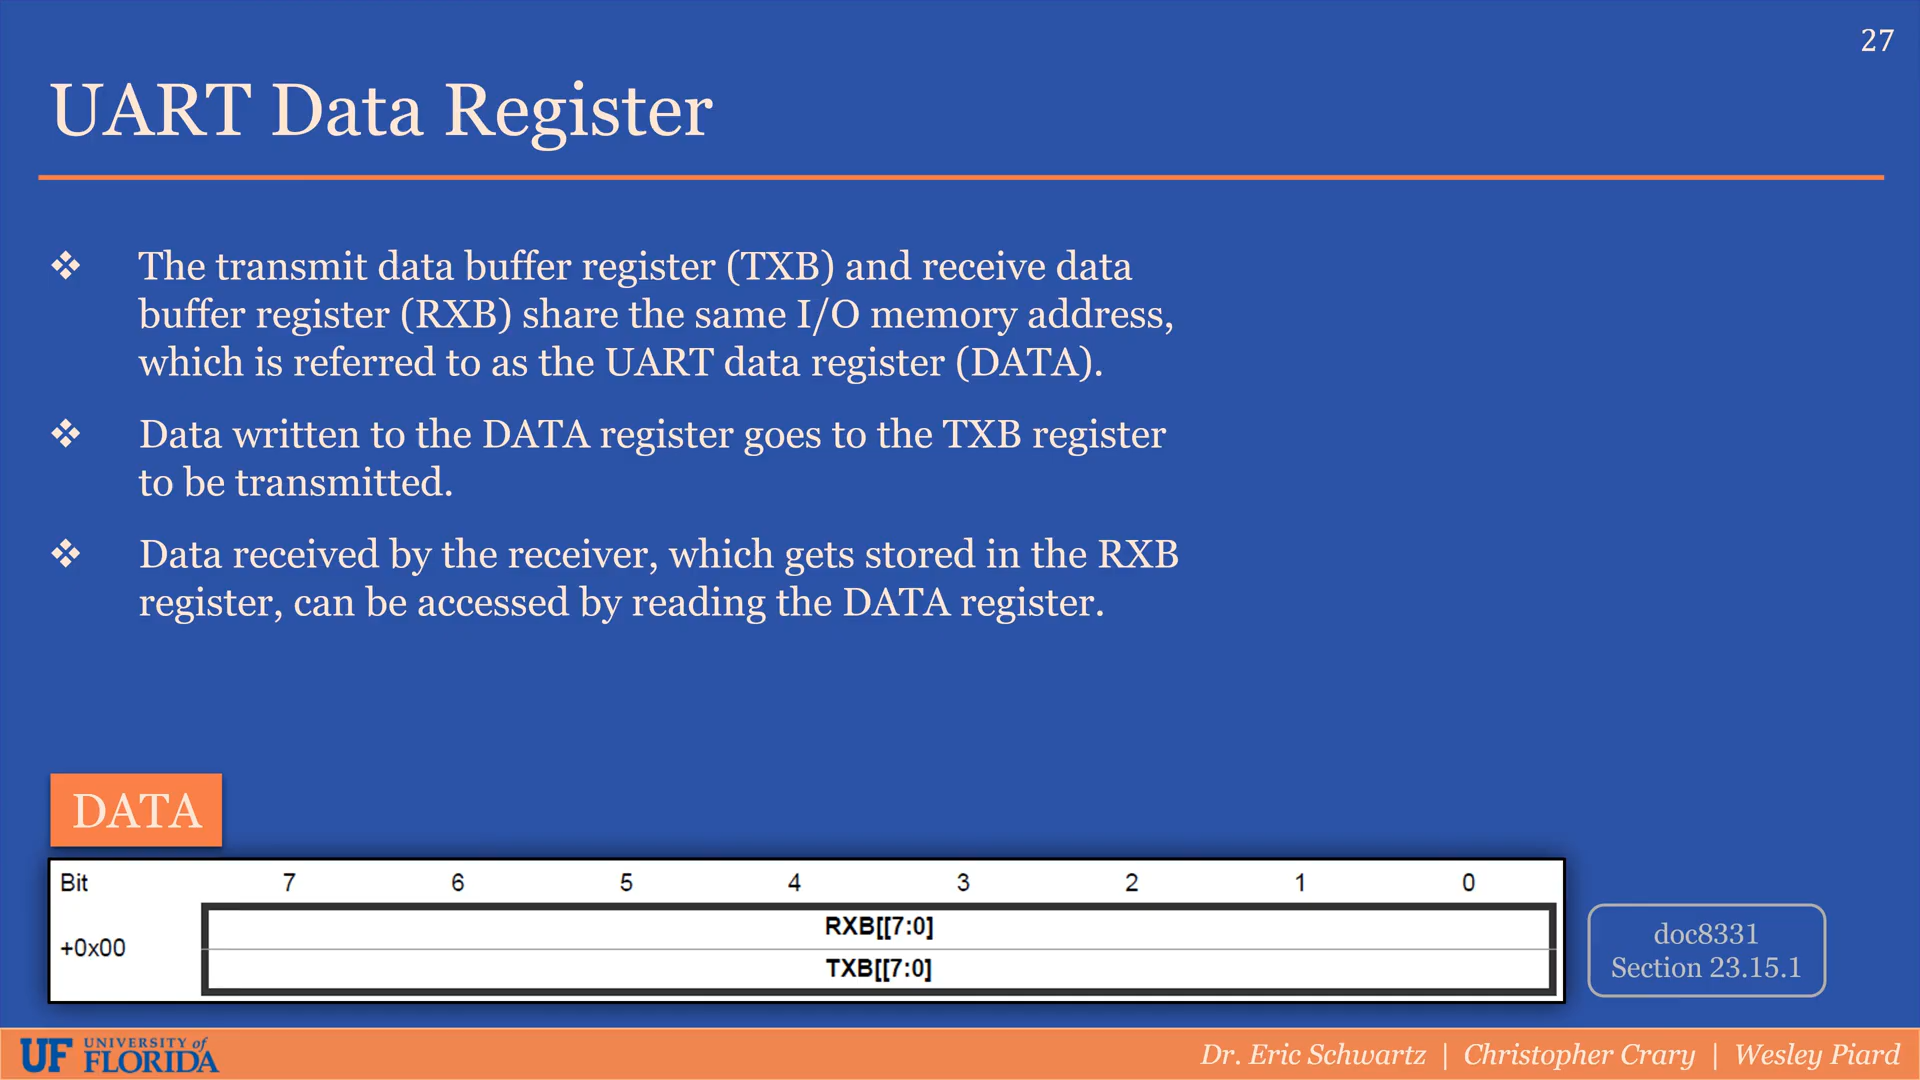 27
UART Data Register
❖ The transmit data buffer register (TXB) and receive data
buffer register (RXB) share the same I/O memory address,
which is referred to as the UART data register (DATA).
❖ Data written to the DATA register goes to the TXB register
to be transmitted.
❖ Data received by the receiver, which gets stored in the RXB
register, can be accessed by reading the DATA register.
DATA
Bit 7 6 5 4 3 2 1 0
RXB[[7:0]
+0x00
TXB[[7:0]
doc8331
Section 23.15.1
UF UNIVERSITY of
FLORIDA
Dr. Eric Schwartz | Christopher Crary | Wesley Piard